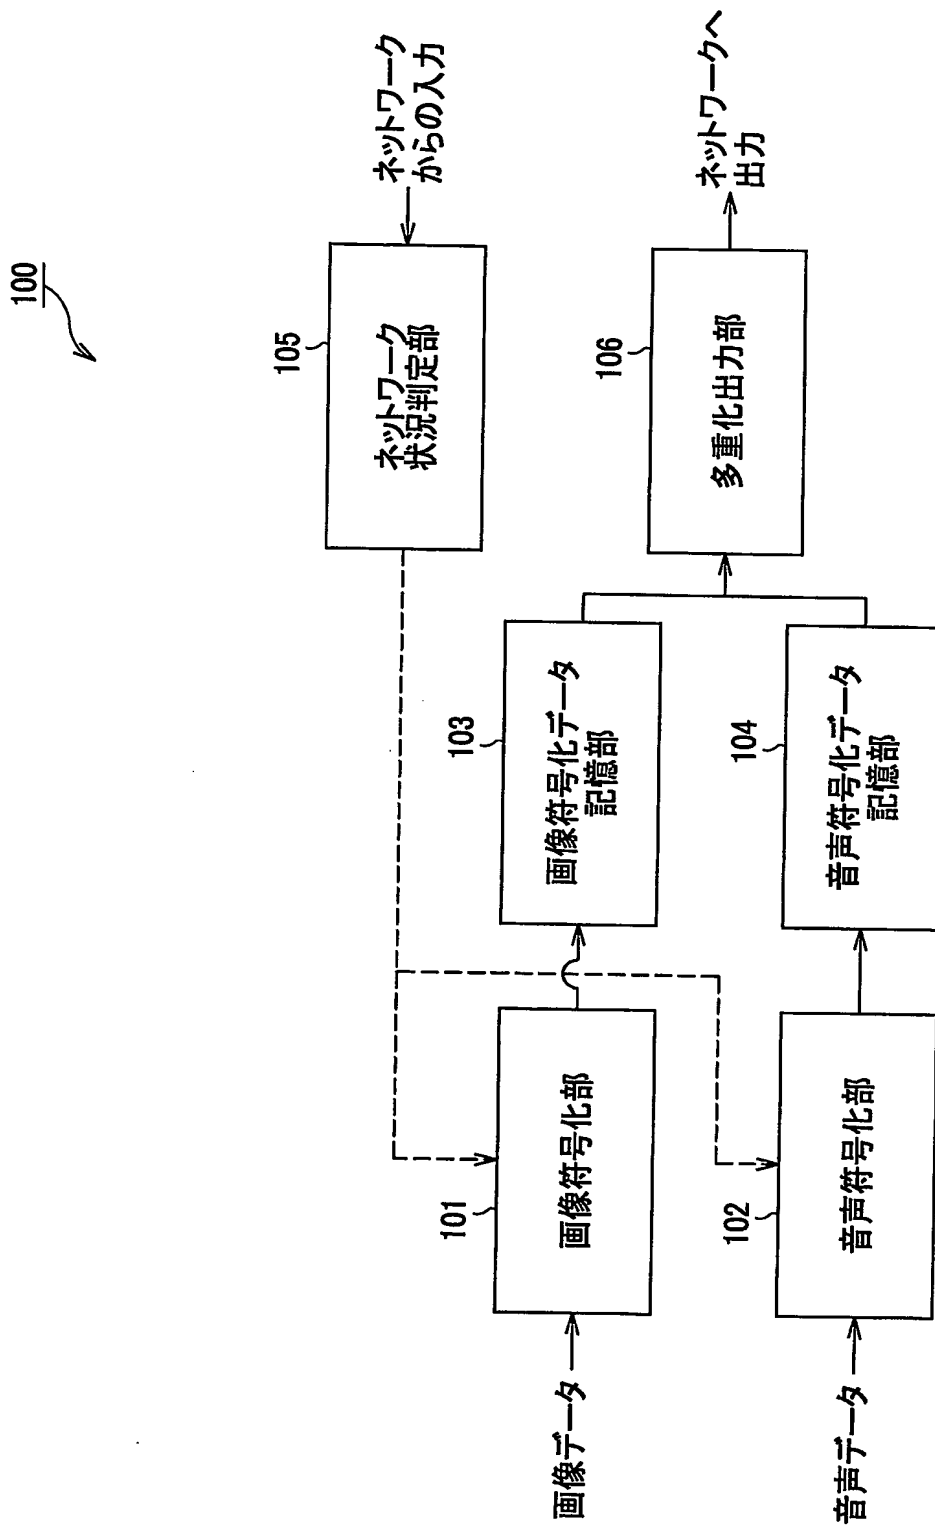 100
105
ネットワーク
状況判定部
ネットワーク
からの入力
101
画像符号化部
画像データ
103
画像符号化データ
記憶部
106
多重化出力部
ネットワークへ
出力
102
音声符号化部
音声データ
104
音声符号化データ
記憶部